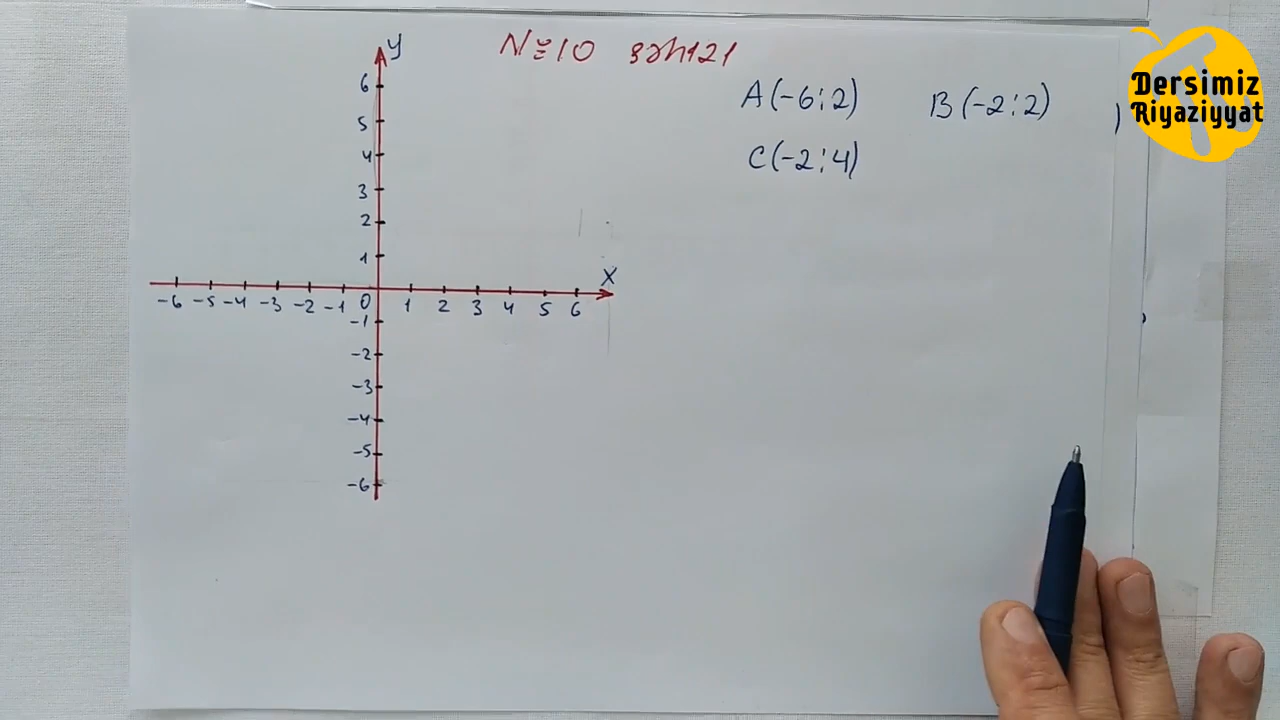 №10 səh121
A(-6;2) B(-2;2)
C(-2;4)
Dersimiz
Riyaziyyat
y
6
5
4
3
2
1
x
-6 -5 -4 -3 -2 -1 0 1 2 3 4 5 6
-1
-2
-3
-4
-5
-6